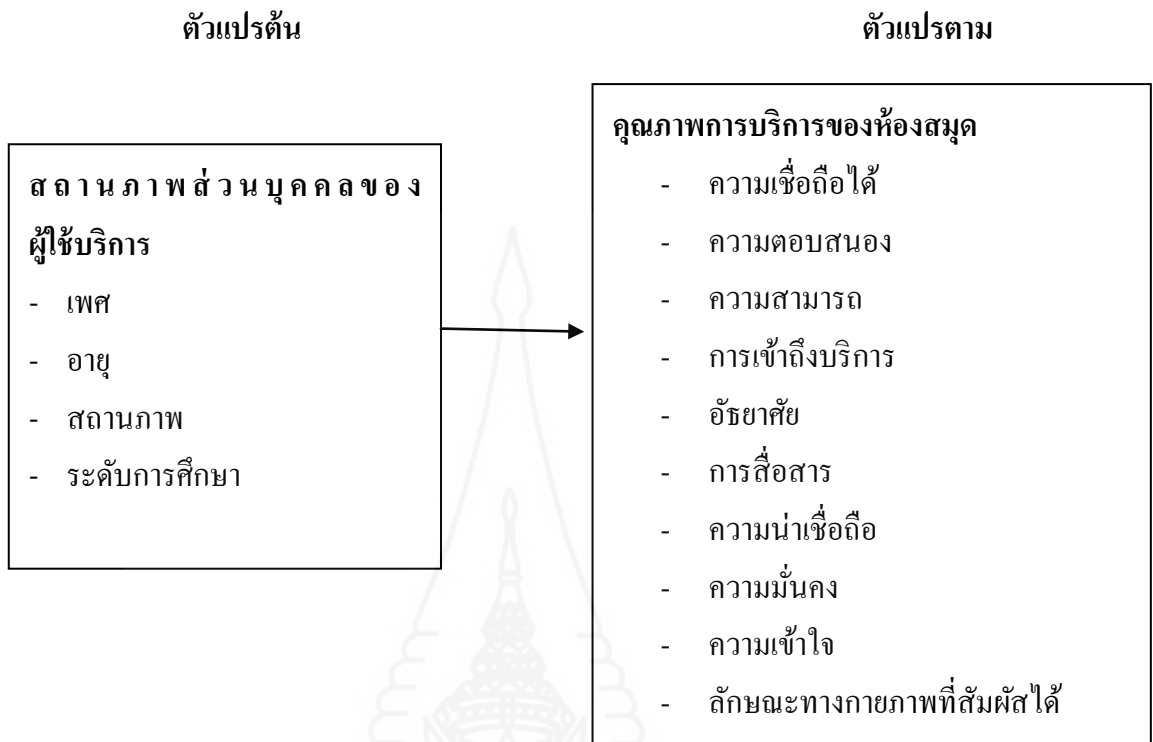 ตัวแปรต้น
ตัวแปรตาม
สถานภาพส่วนบุคคลของ
ผู้ใช้บริการ
- เพศ
- อายุ
- สถานภาพ
- ระดับการศึกษา
คุณภาพการบริการของห้องสมุด
- ความเชื่อถือได้
- ความตอบสนอง
- ความสามารถ
- การเข้าถึงบริการ
- อัธยาศัย
- การสื่อสาร
- ความน่าเชื่อถือ
- ความมั่นคง
- ความเข้าใจ
- ลักษณะทางกายภาพที่สัมผัสได้